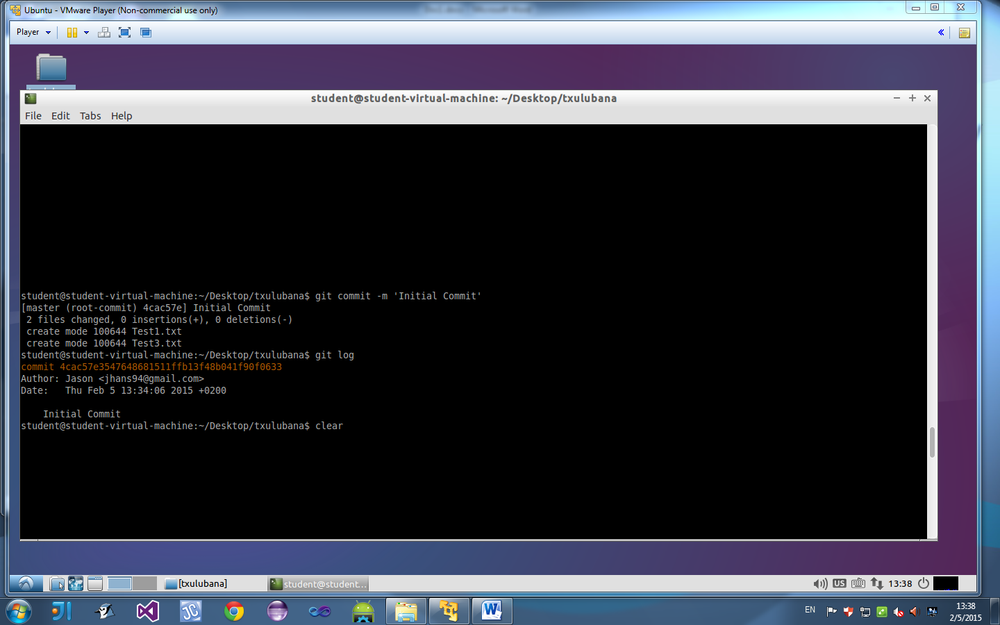 Ubuntu - VMware Player (Non-commercial use only)
Player
student@student-virtual-machine: ~/Desktop/txulubana
File Edit Tabs Help
student@student-virtual-machine:~/Desktop/txulubana$ git commit -m 'Initial Commit'
[master (root-commit) 4cac57e] Initial Commit
 2 files changed, 0 insertions(+), 0 deletions(-)
 create mode 100644 Test1.txt
 create mode 100644 Test3.txt
student@student-virtual-machine:~/Desktop/txulubana$ git log
commit 4cac57e3547648681511ffb13f48b041f90f0633
Author: Jason <jhans94@gmail.com>
Date:   Thu Feb 5 13:34:06 2015 +0200
    Initial Commit
student@student-virtual-machine:~/Desktop/txulubana$ clear
[txulubana]
student@student...
US
13:38
JI
JC
W
EN
13:38
2/5/2015